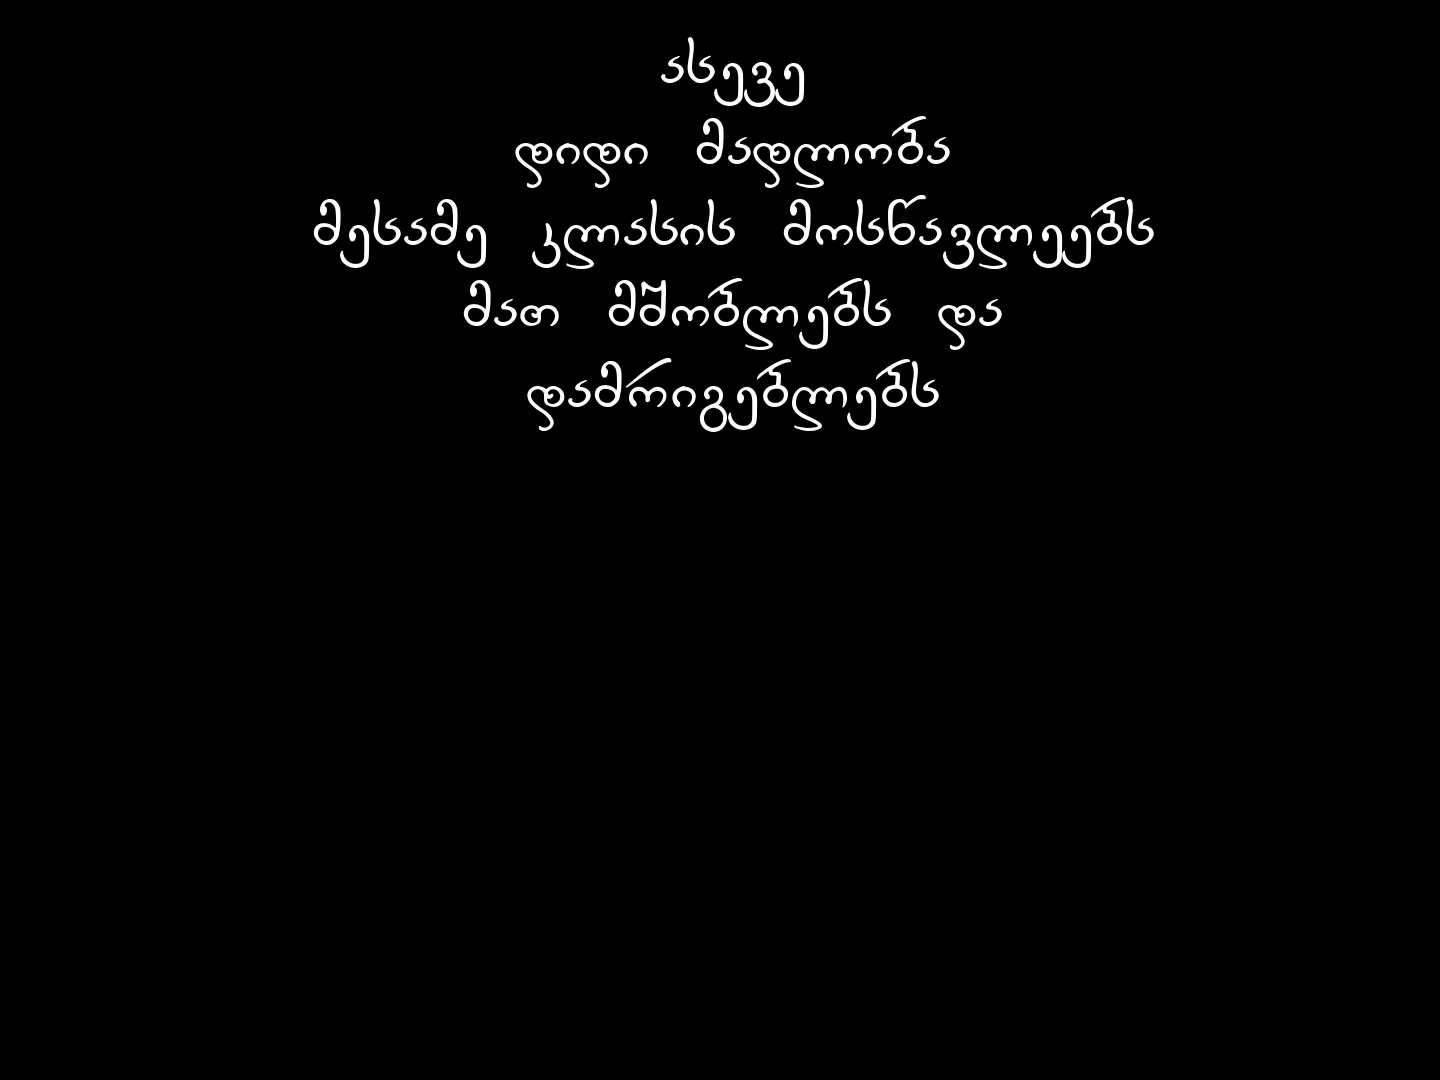 ასევე
დიდი მადლობა
მესამე კლასის მოსწავლეებს
მათ მშობლებს და
დამრიგებლებს